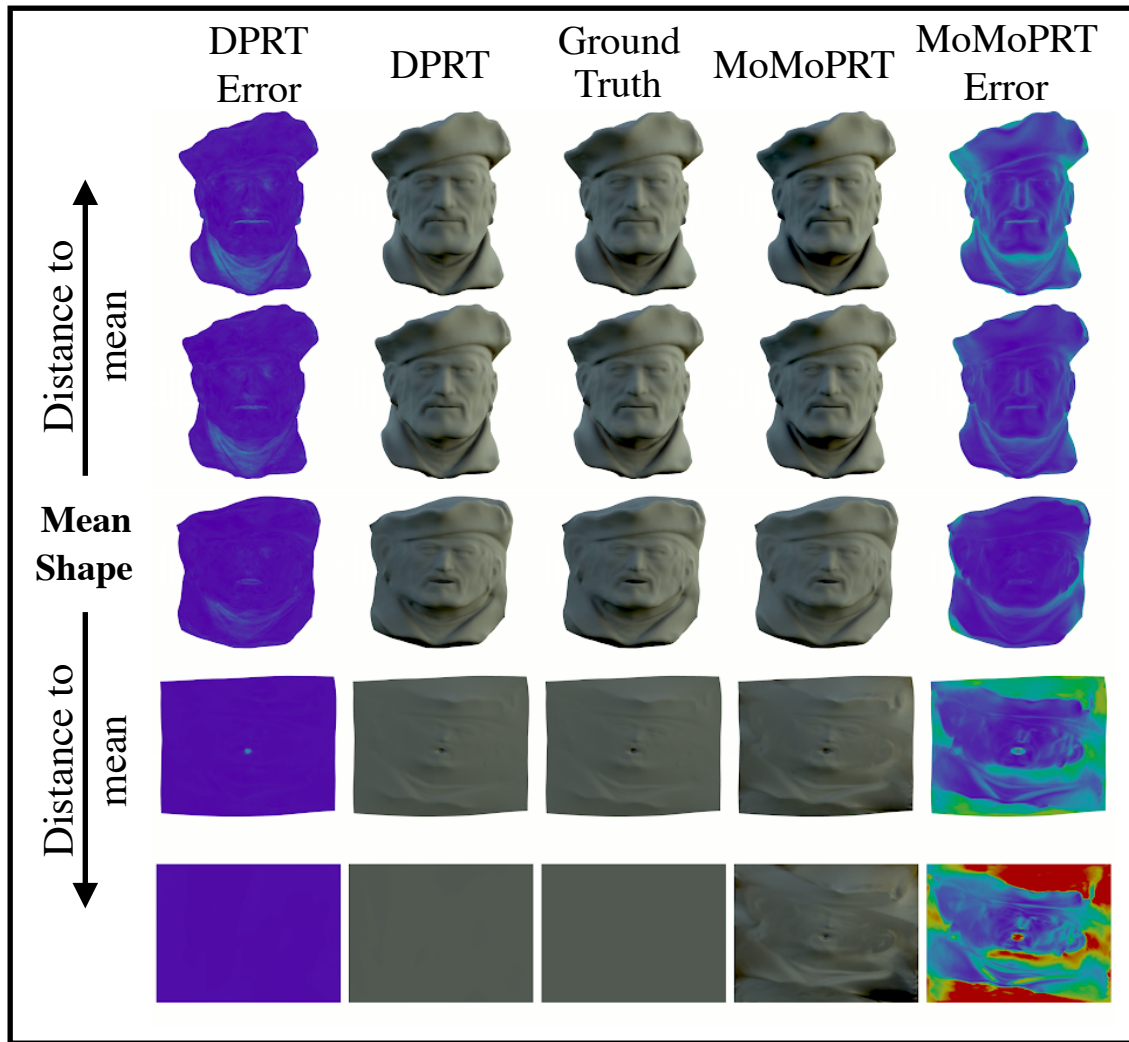 DPRT
Error
DPRT
Ground
Truth
MoMoPRT
MoMoPRT
Error
Distance to
mean
Mean
Shape
Distance to
mean